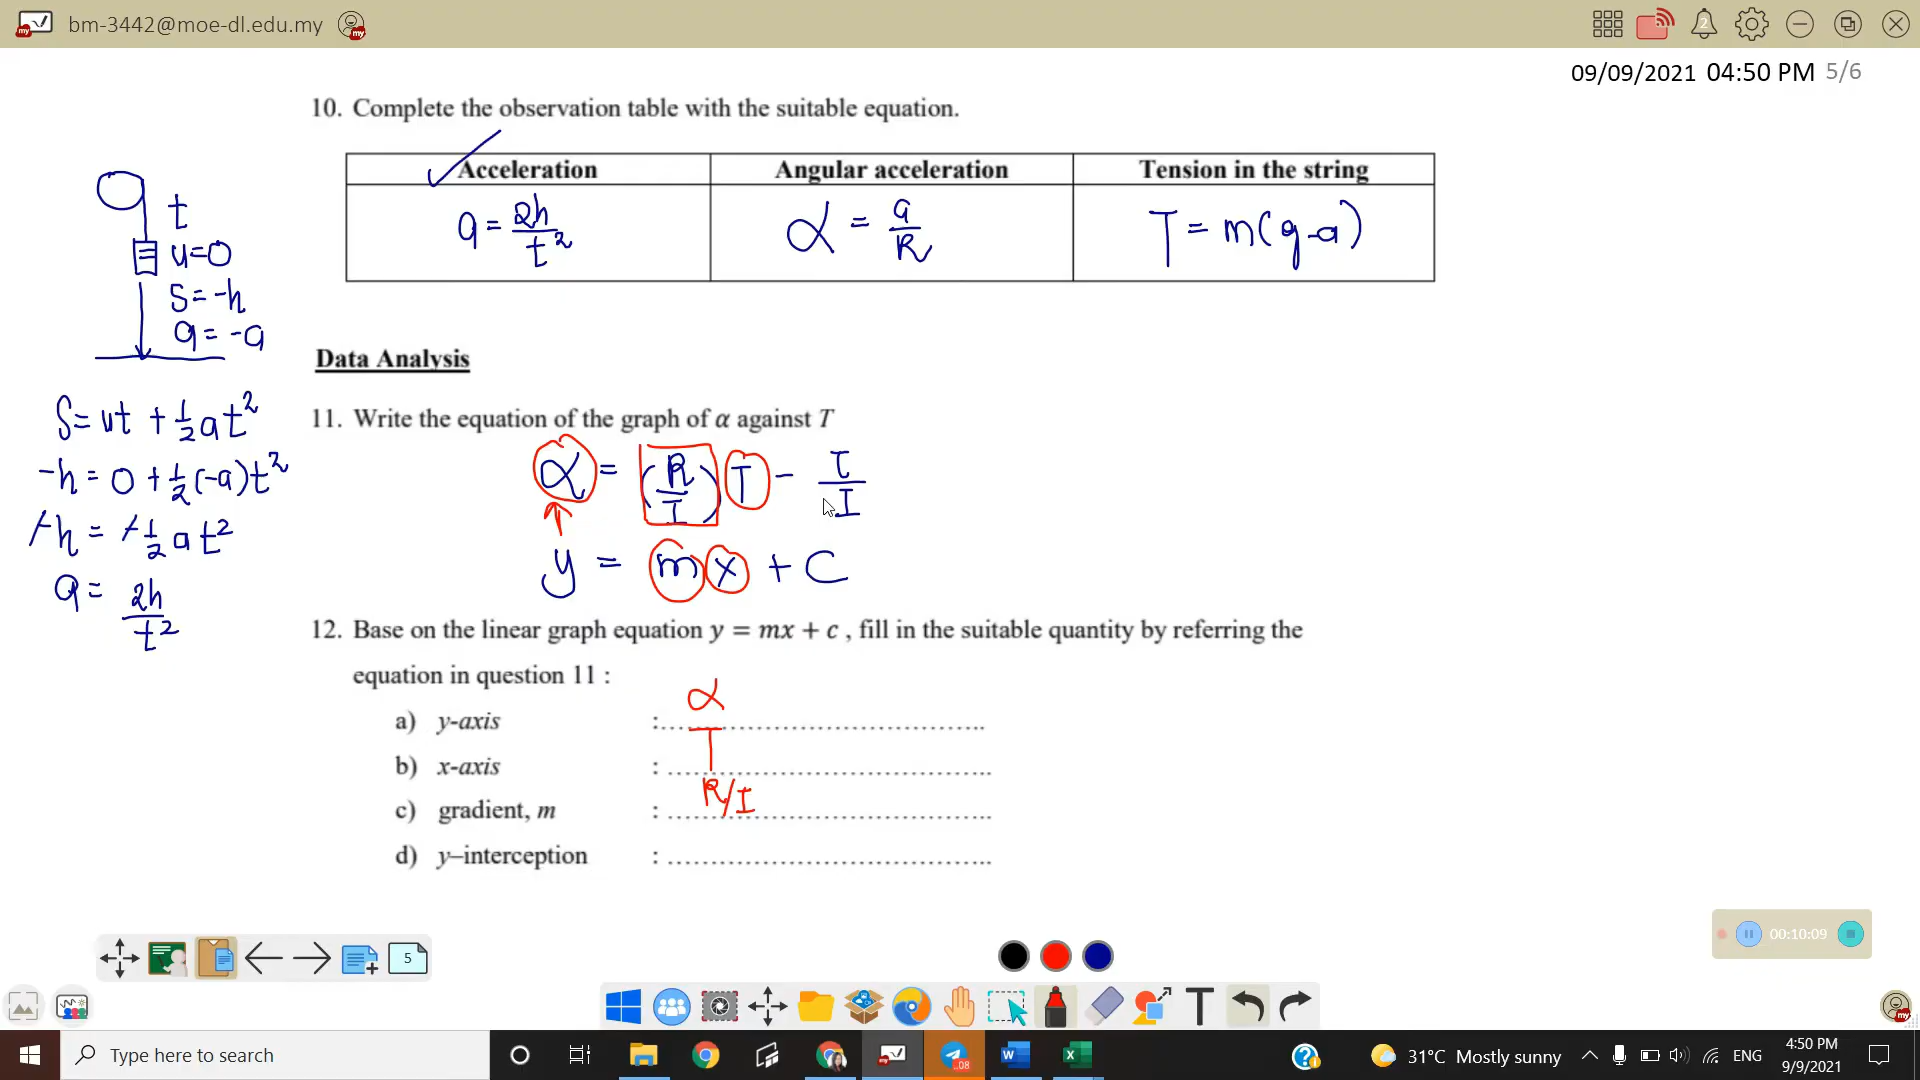 bm-3442@moe-dl.edu.my
2
09/09/2021 04:50 PM 5/6
10. Complete the observation table with the suitable equation.
Acceleration Angular acceleration Tension in the string
a = 2h/t² α = a/R T = m(g-a)
t
u=0
s=-h
a=-a
s = ut + ½at²
-h = 0 + ½(-a)t²
-h = -½at²
a = 2h/t²
Data Analysis
11. Write the equation of the graph of α against T
α = (R/I) T - τ/I
y = mx + C
12. Base on the linear graph equation y = mx + c , fill in the suitable quantity by referring the
equation in question 11 :
a) y-axis :..... α
b) x-axis : ..... T
c) gradient, m : ..... R/I
d) y–interception : .....
00:10:09
5
Type here to search
31°C Mostly sunny
ENG
4:50 PM
9/9/2021